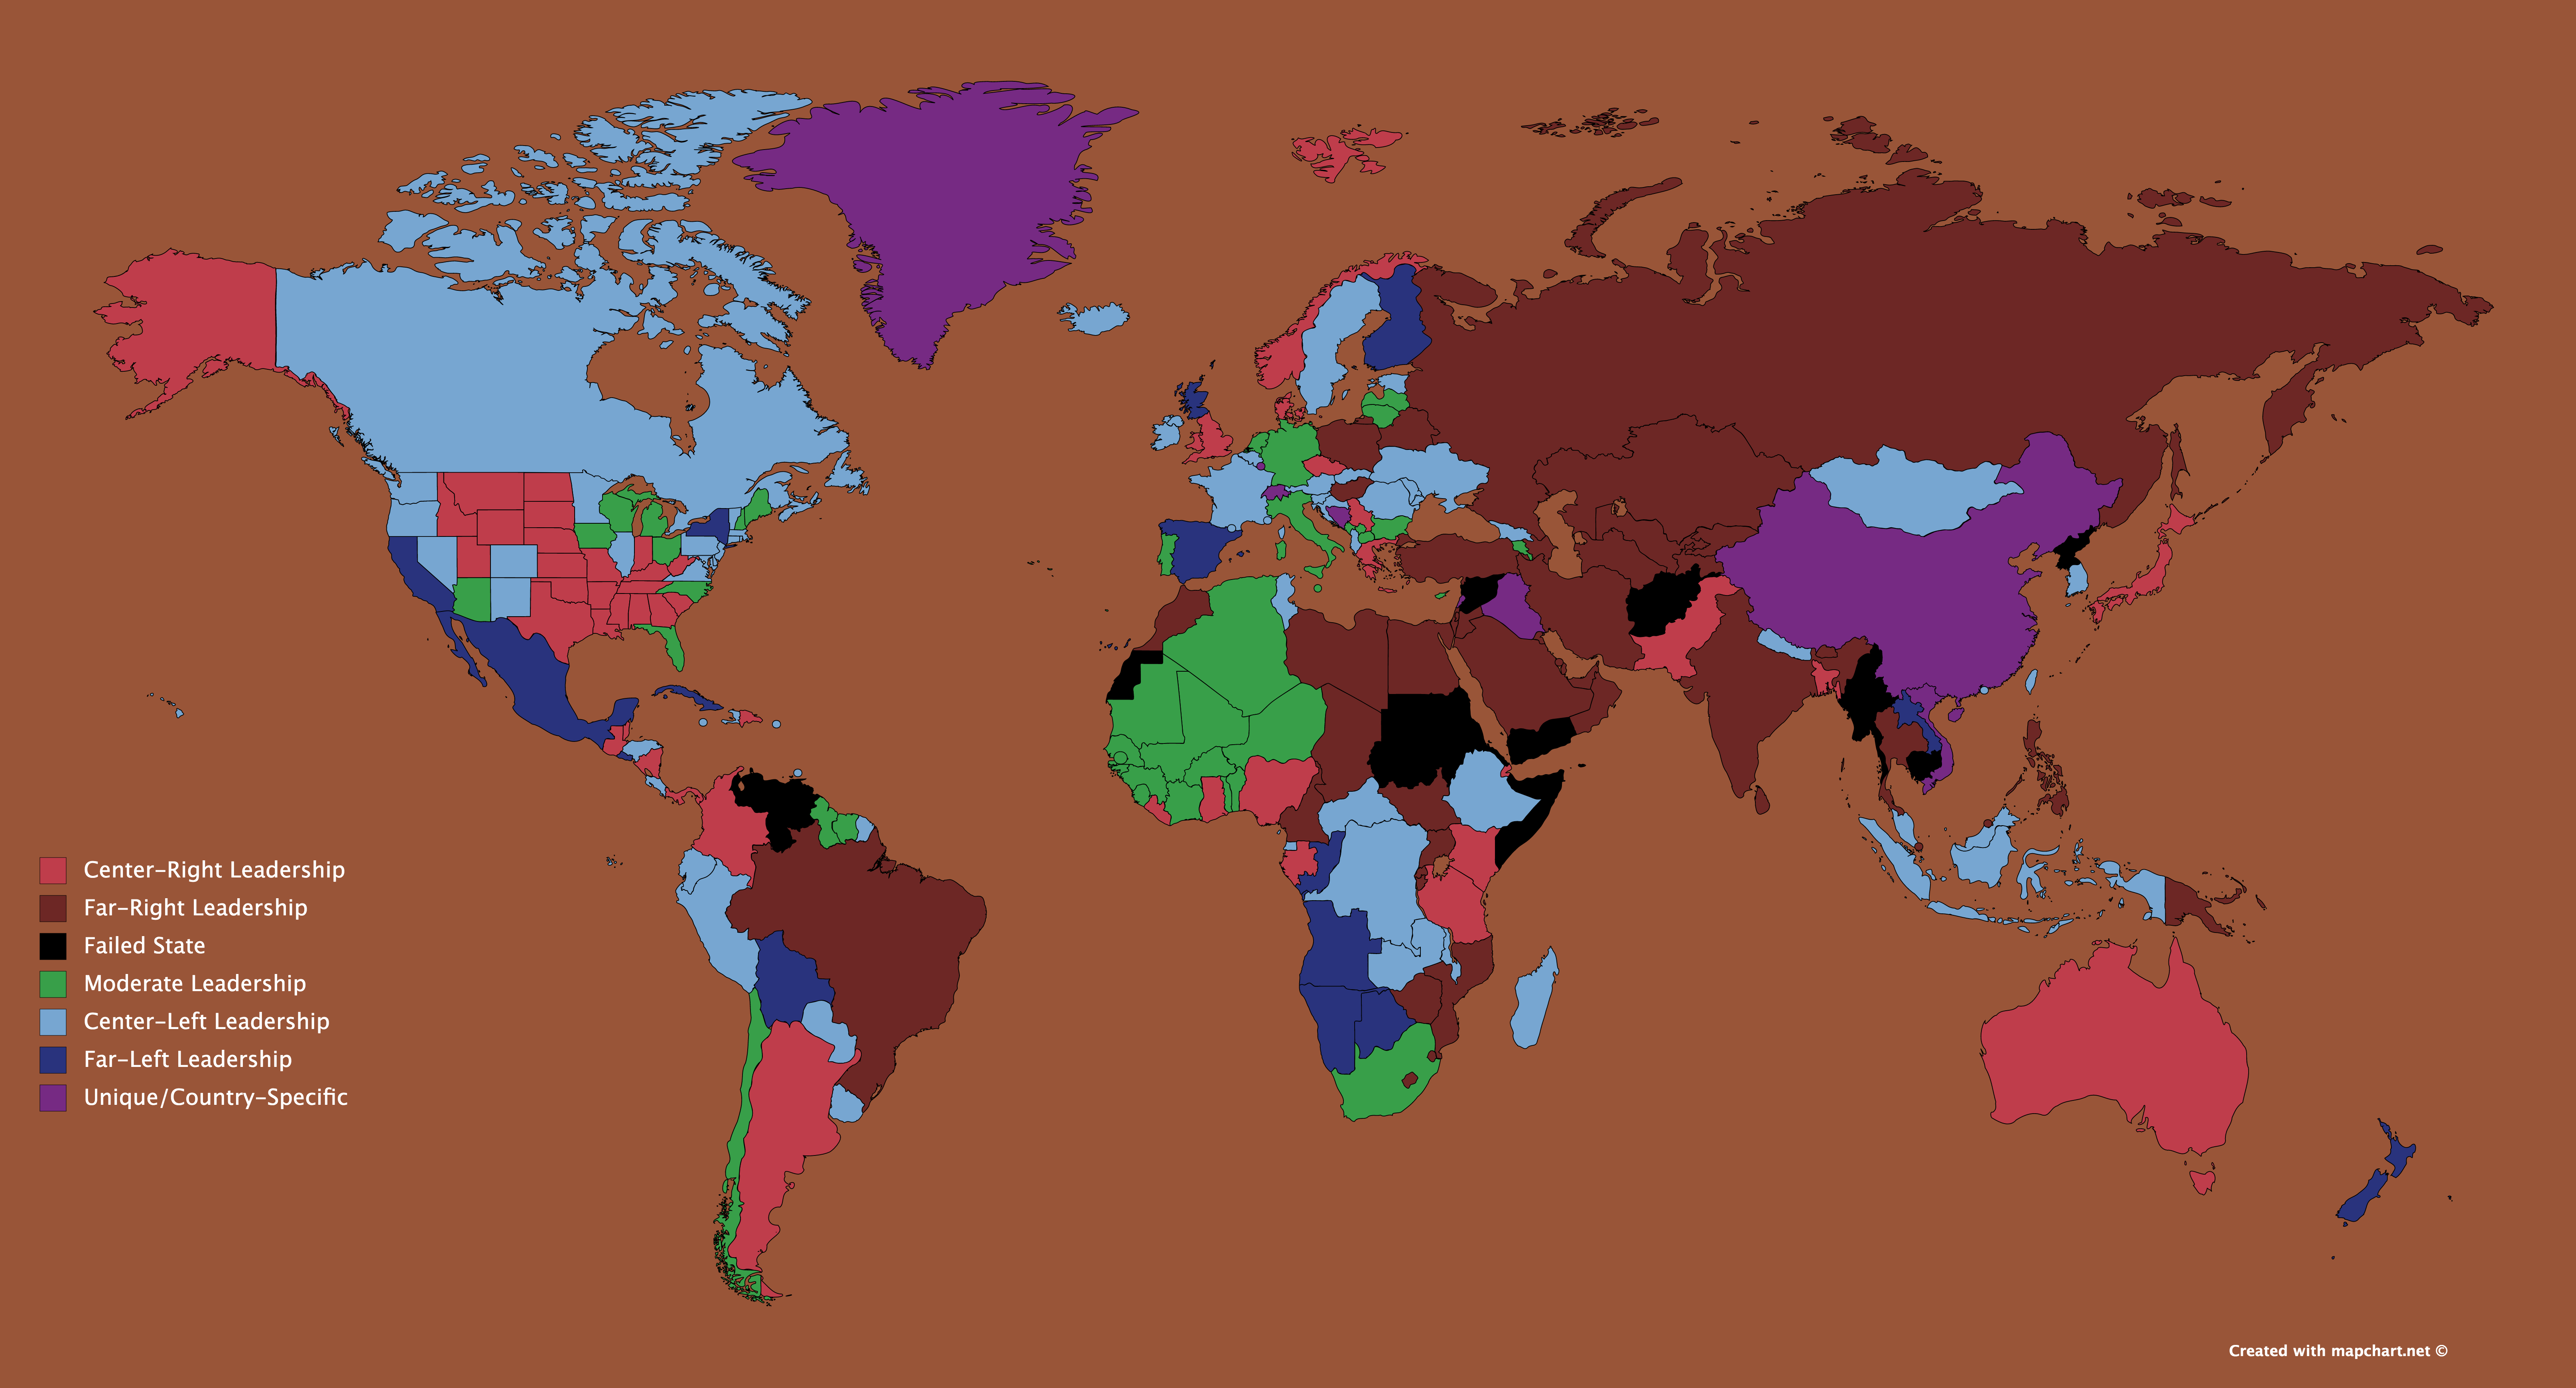 Center-Right Leadership
Far-Right Leadership
Failed State
Moderate Leadership
Center-Left Leadership
Far-Left Leadership
Unique/Country-Specific
Created with mapchart.net ©